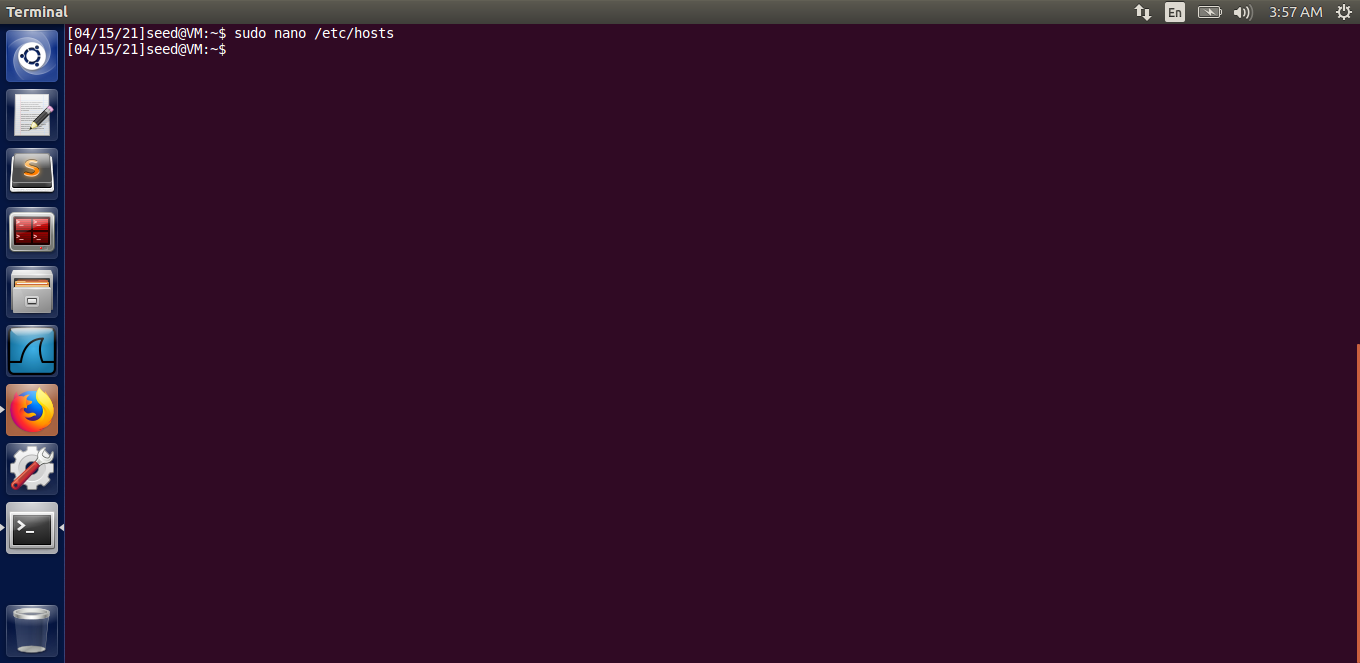 Terminal
En
3:57 AM
[04/15/21]seed@VM:~$ sudo nano /etc/hosts
[04/15/21]seed@VM:~$
S
>_ >_
>_ >_
>_